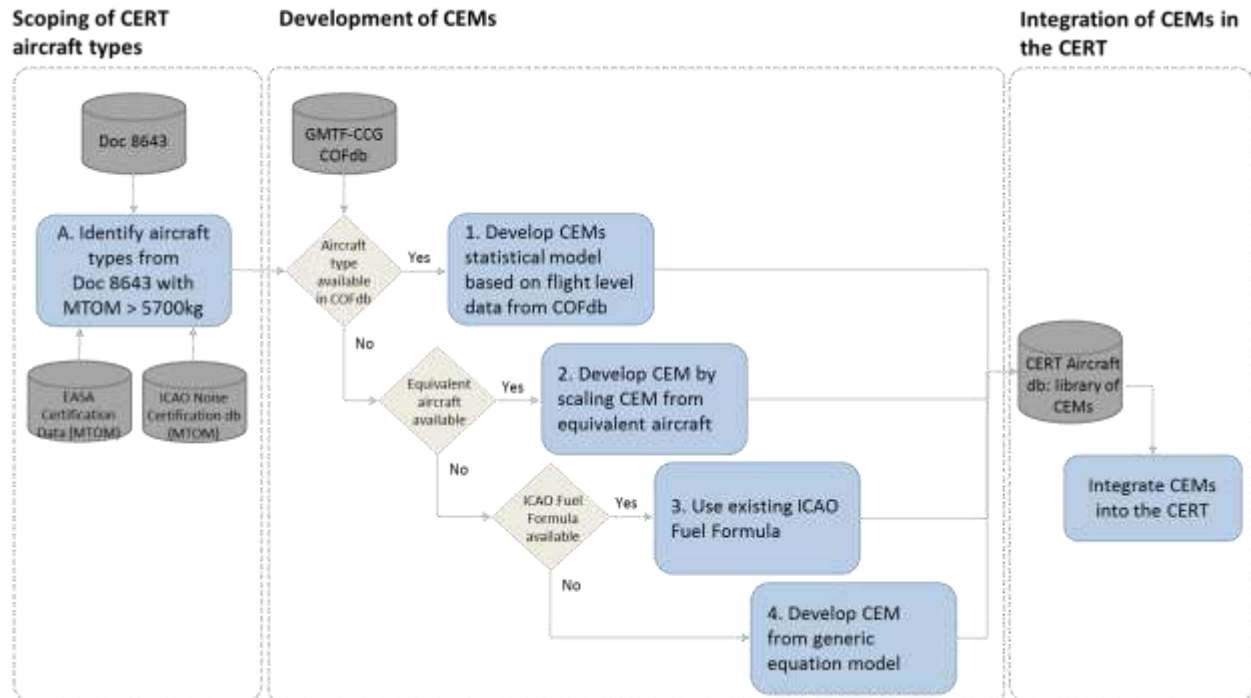 Scoping of CERT
aircraft types
Development of CEMs
Integration of CEMs in
the CERT
Doc 8643
A. Identify aircraft
types from
Doc 8643 with
MTOM > 5700kg
EASA
Certification
Data (MTOM)
ICAO Noise
Certification db
(MTOM)
GMTF-CCG
COFdb
Aircraft
type
available
in COFdb
Yes
1. Develop CEMs
statistical model
based on flight level
data from COFdb
No
Equivalent
aircraft
available
Yes
2. Develop CEM by
scaling CEM from
equivalent aircraft
No
ICAO Fuel
Formula
available
Yes
3. Use existing ICAO
Fuel Formula
No
4. Develop CEM
from generic
equation model
CERT Aircraft
db: library of
CEMs
Integrate CEMs
into the CERT